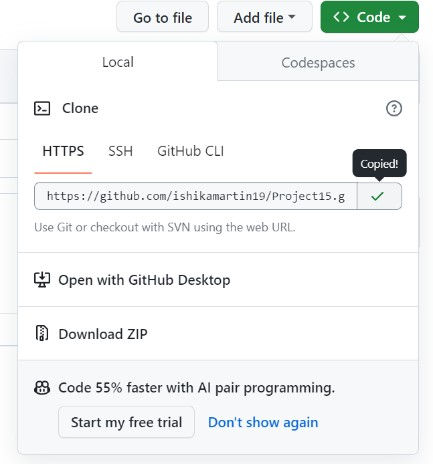 Go to file
Add file
<> Code
Local
Codespaces
Clone
HTTPS
SSH
GitHub CLI
Copied!
https://github.com/ishikamartin19/Project15.g
Use Git or checkout with SVN using the web URL.
Open with GitHub Desktop
Download ZIP
Code 55% faster with AI pair programming.
Start my free trial
Don't show again